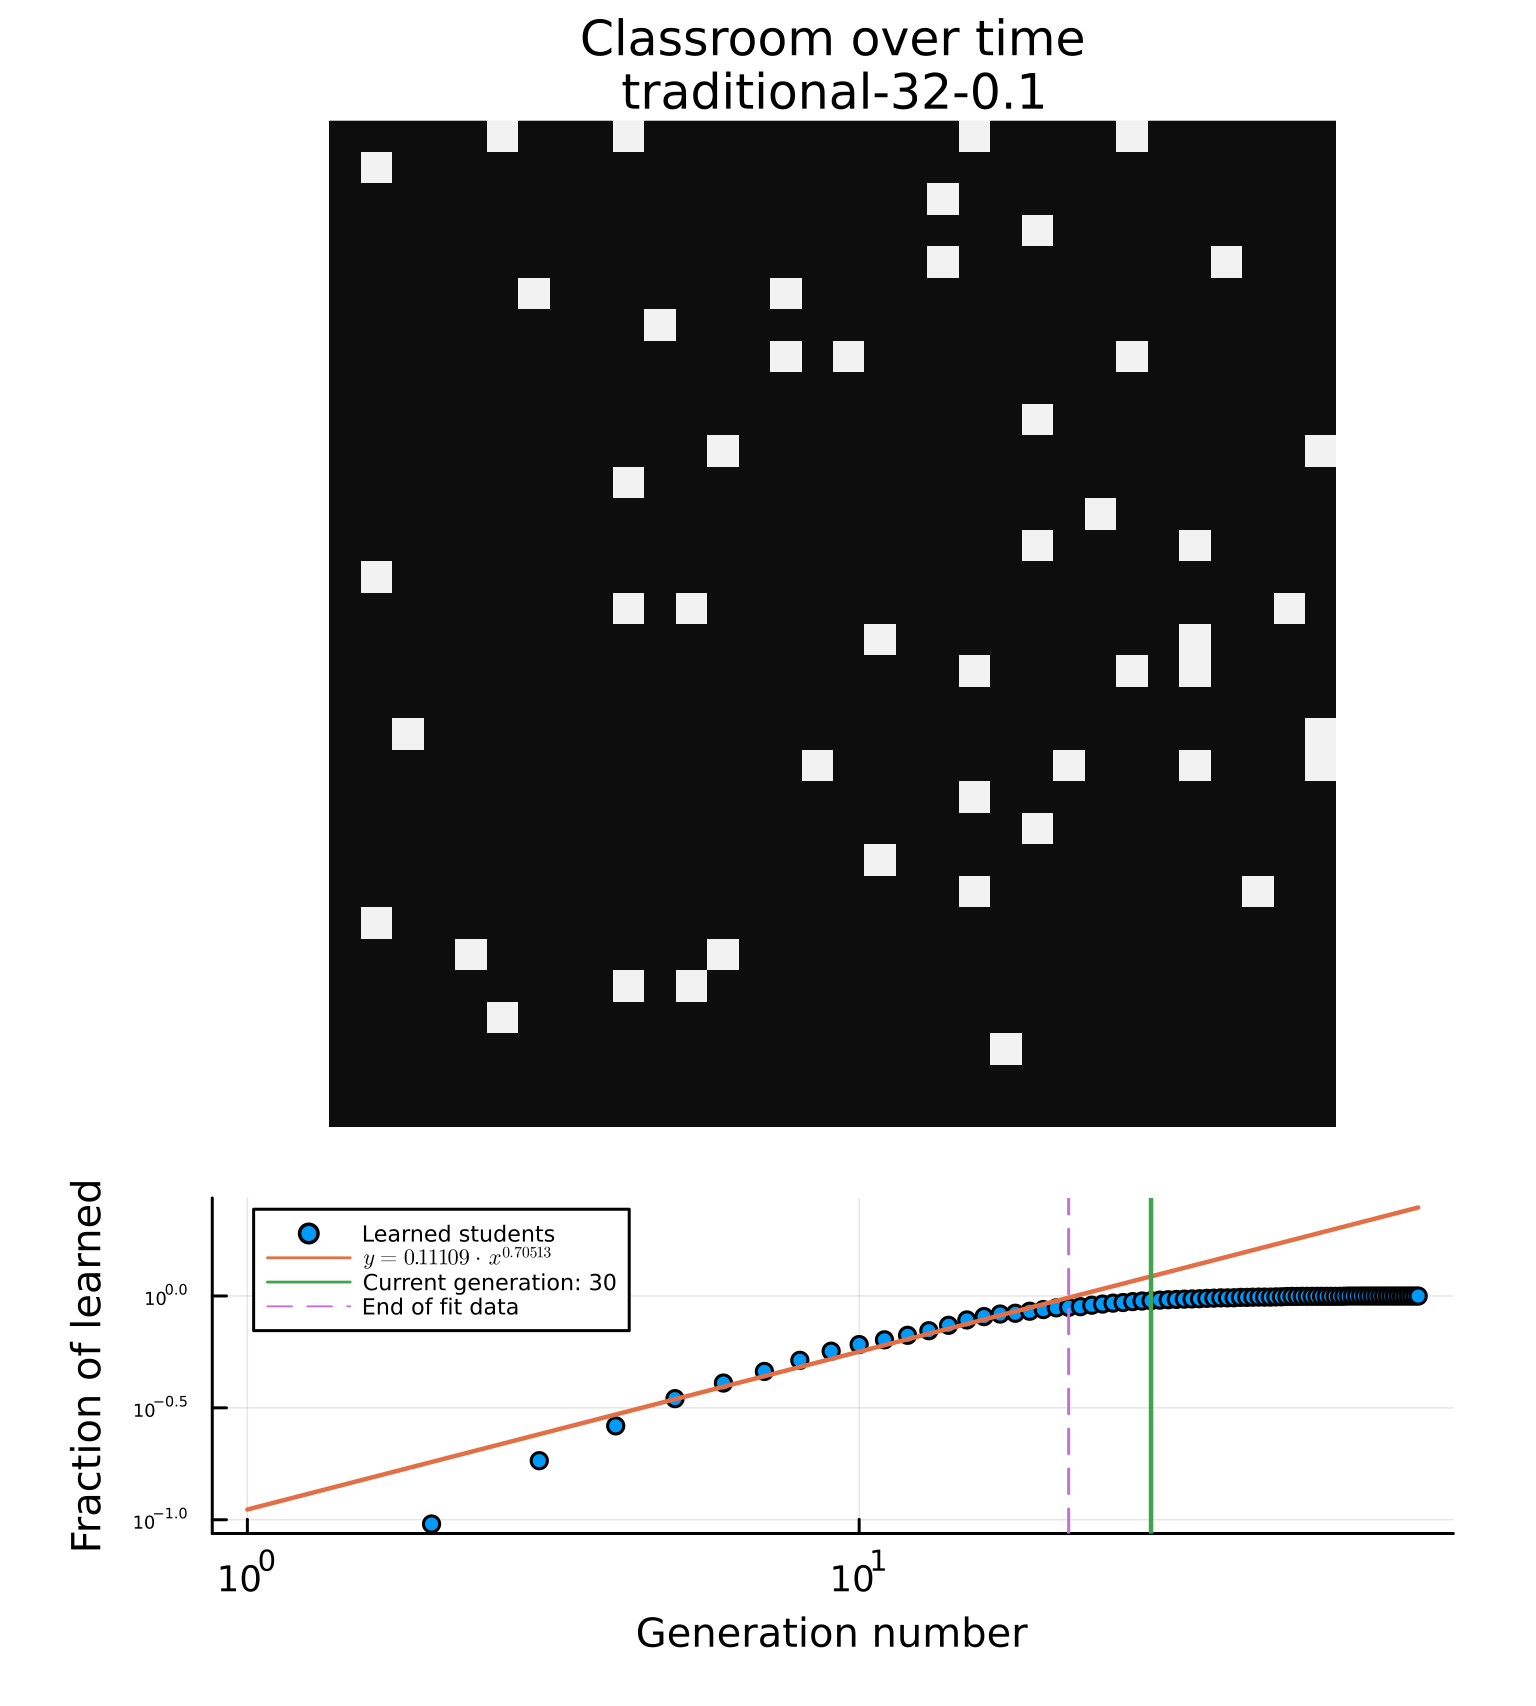 Classroom over time
traditional-32-0.1
Fraction of learned
Learned students
y = 0.11109 · x^0.70513
Current generation: 30
End of fit data
10^0.0
10^−0.5
10^−1.0
10^0 10^1
Generation number